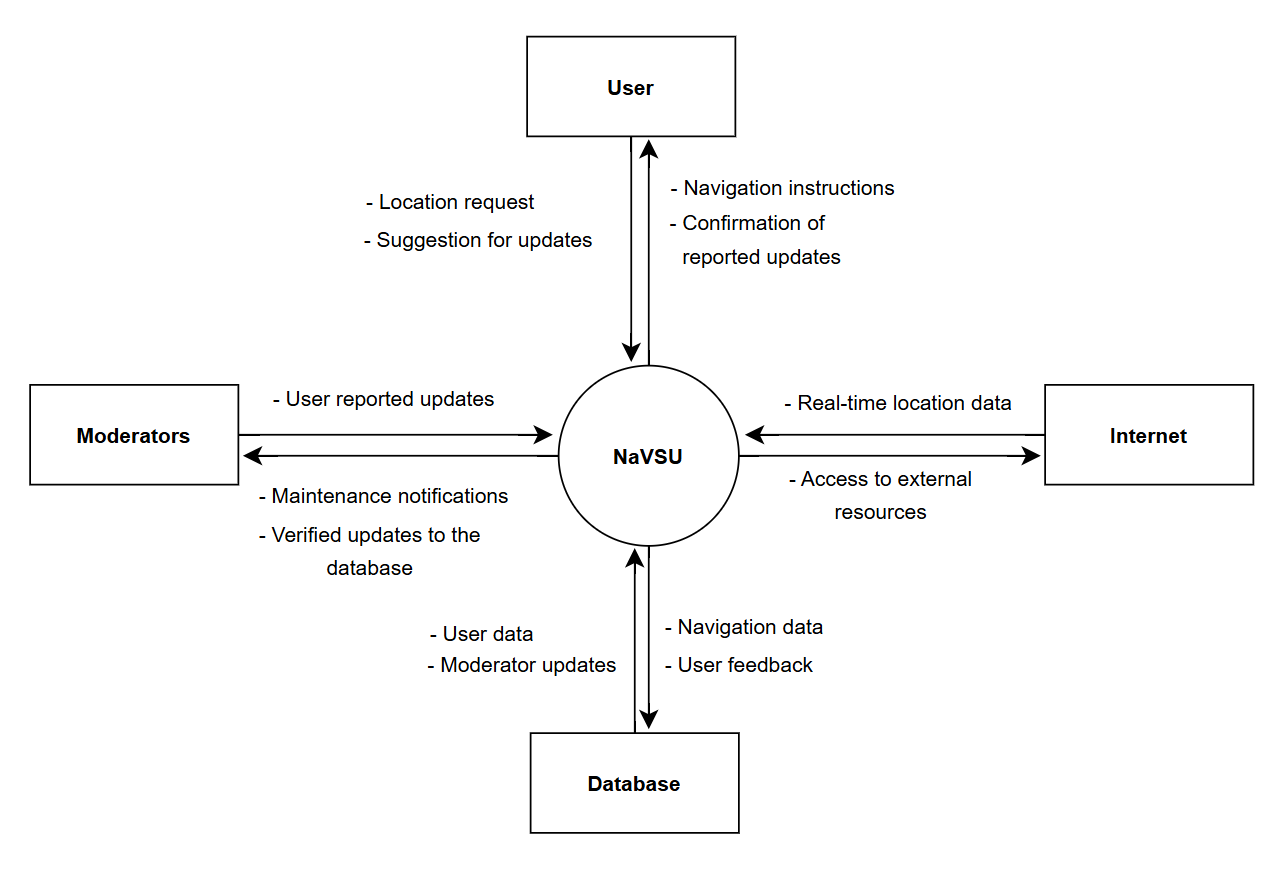 User
- Location request
- Suggestion for updates
- Navigation instructions
- Confirmation of
reported updates
Moderators
- User reported updates
- Maintenance notifications
- Verified updates to the
database
NaVSU
- Real-time location data
- Access to external
resources
Internet
- User data
- Moderator updates
- Navigation data
- User feedback
Database